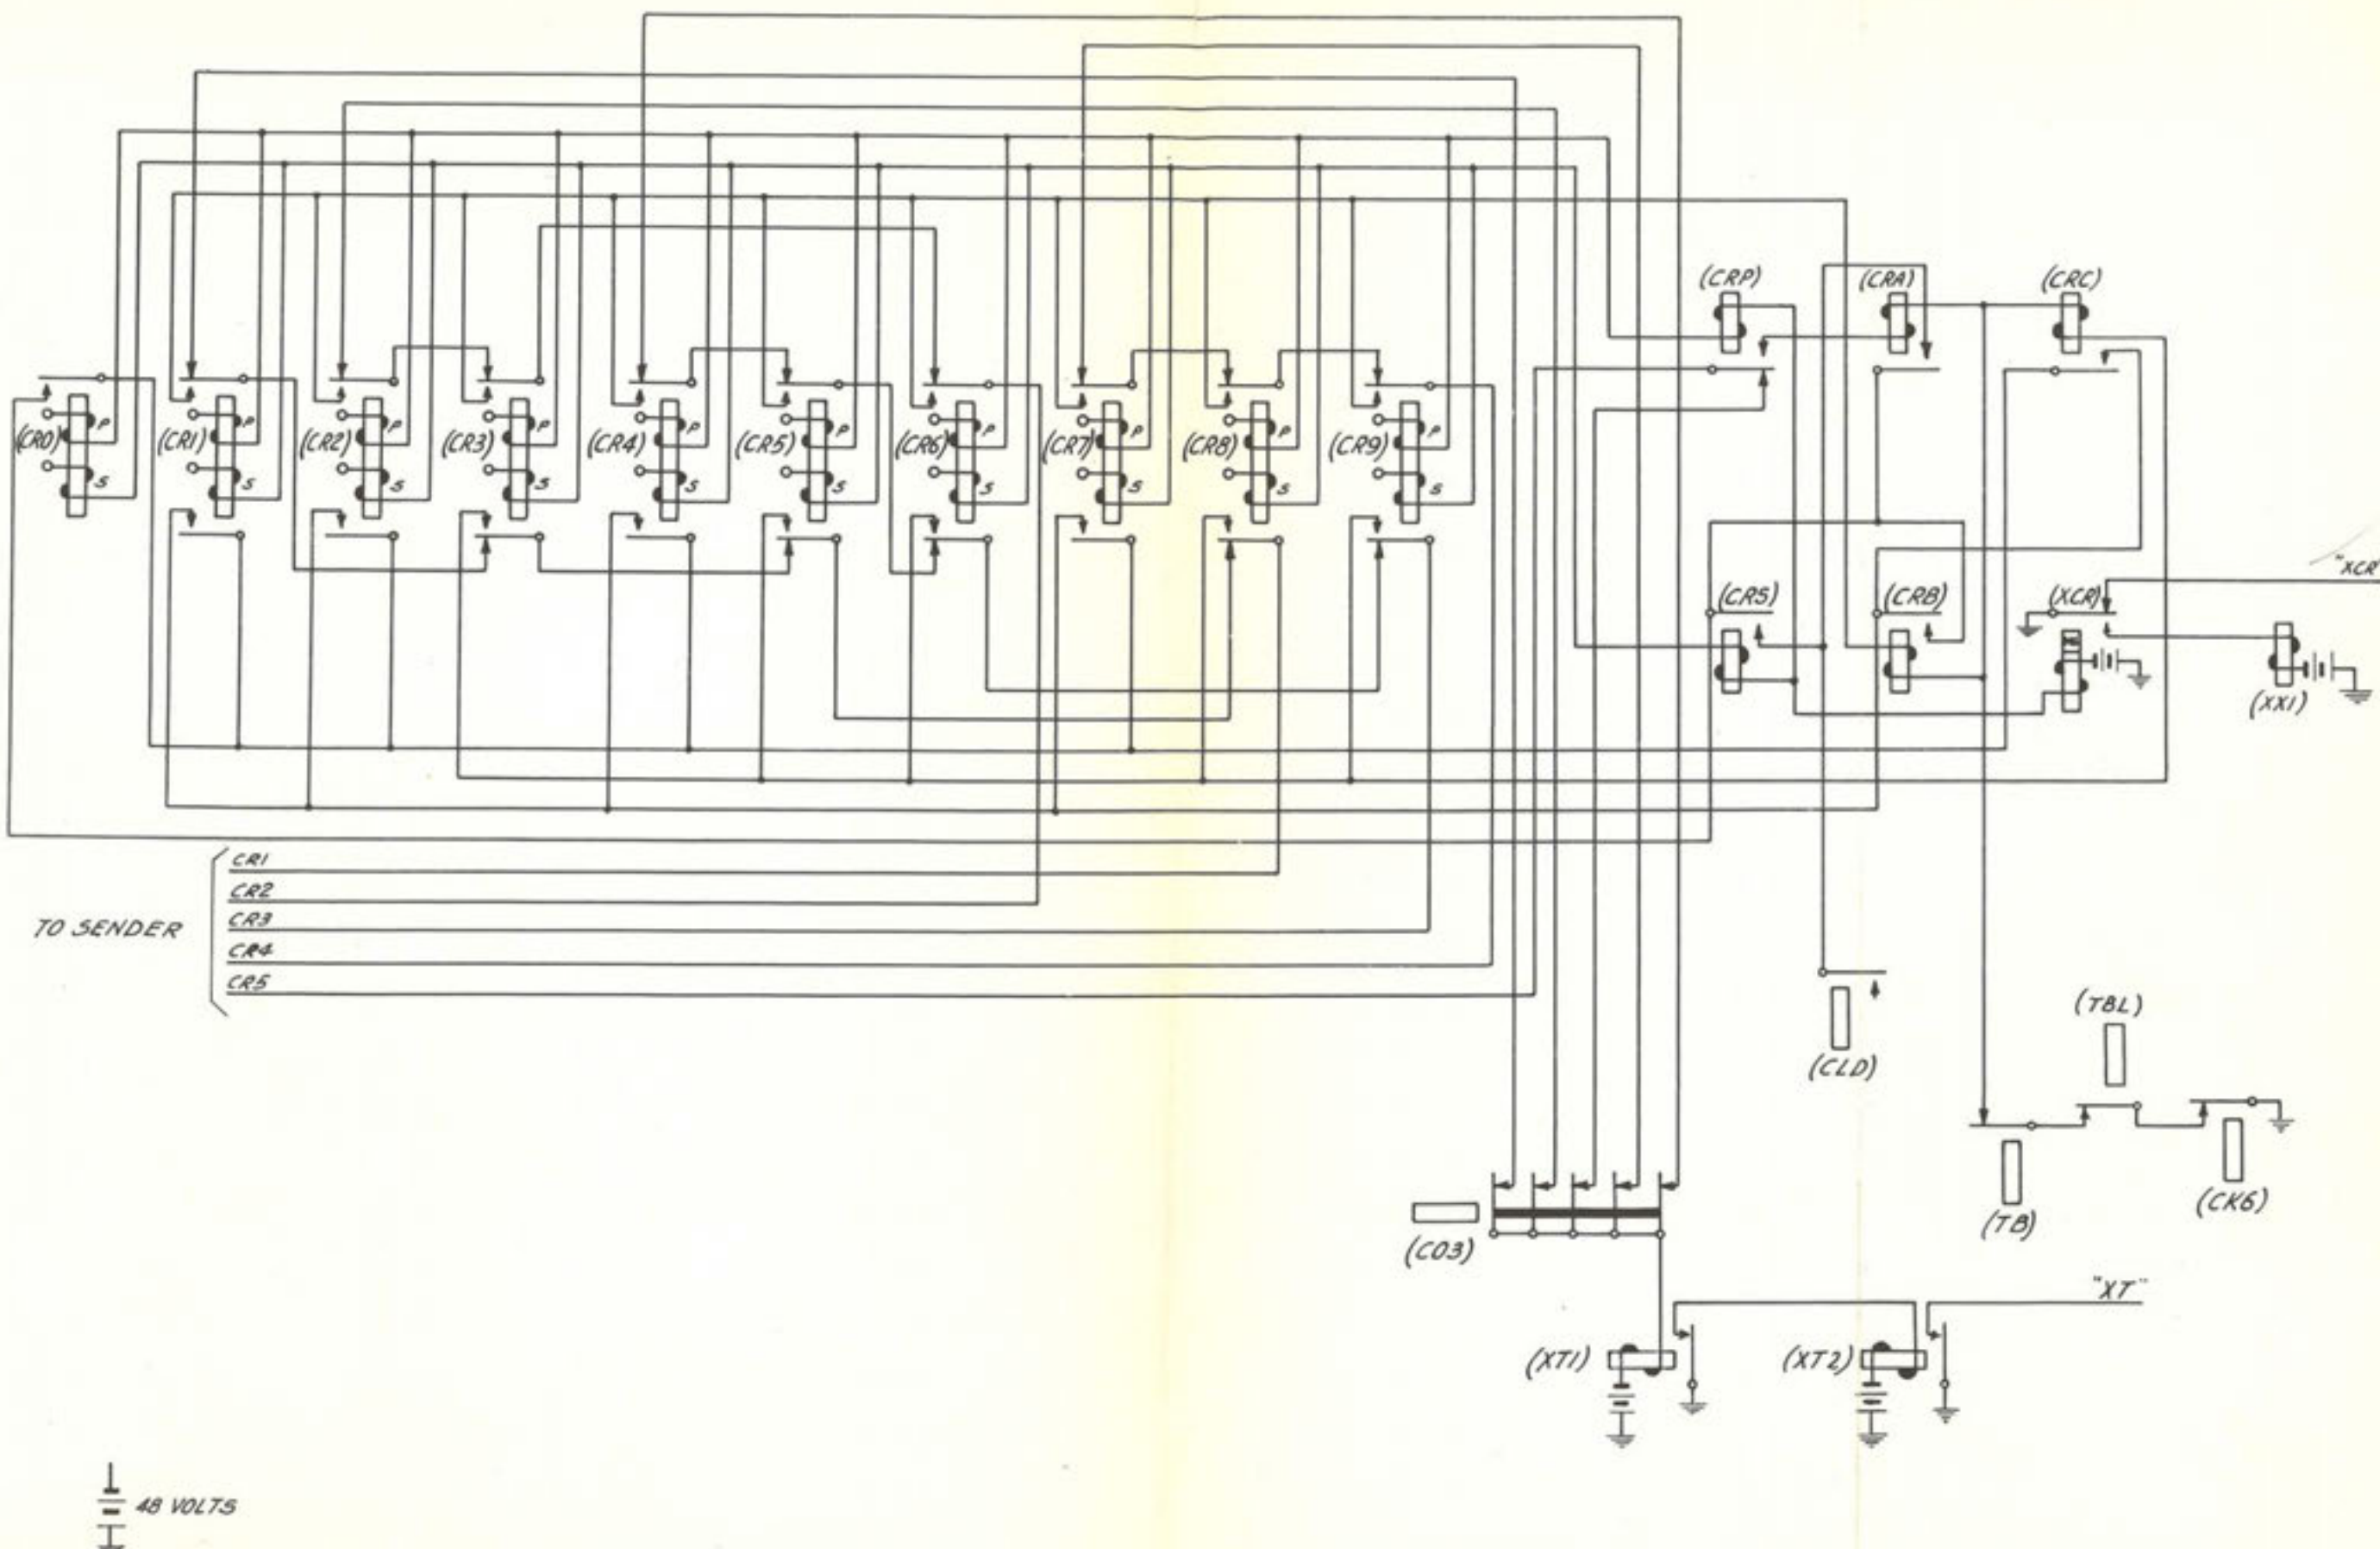 (CRP)
(CRA)
(CRC)
(CR0)
P
S
(CR1)
P
S
(CR2)
P
S
(CR3)
P
S
(CR4)
P
S
(CR5)
P
S
(CR6)
P
S
(CR7)
P
S
(CR8)
P
S
(CR9)
P
S
(CRS)
(CRB)
(XCR)
"XCR"
(XX1)
TO SENDER
CR1
CR2
CR3
CR4
CR5
(CLD)
(TBL)
(TB)
(CK6)
(CO3)
"XT"
(XT1)
(XT2)
48 VOLTS